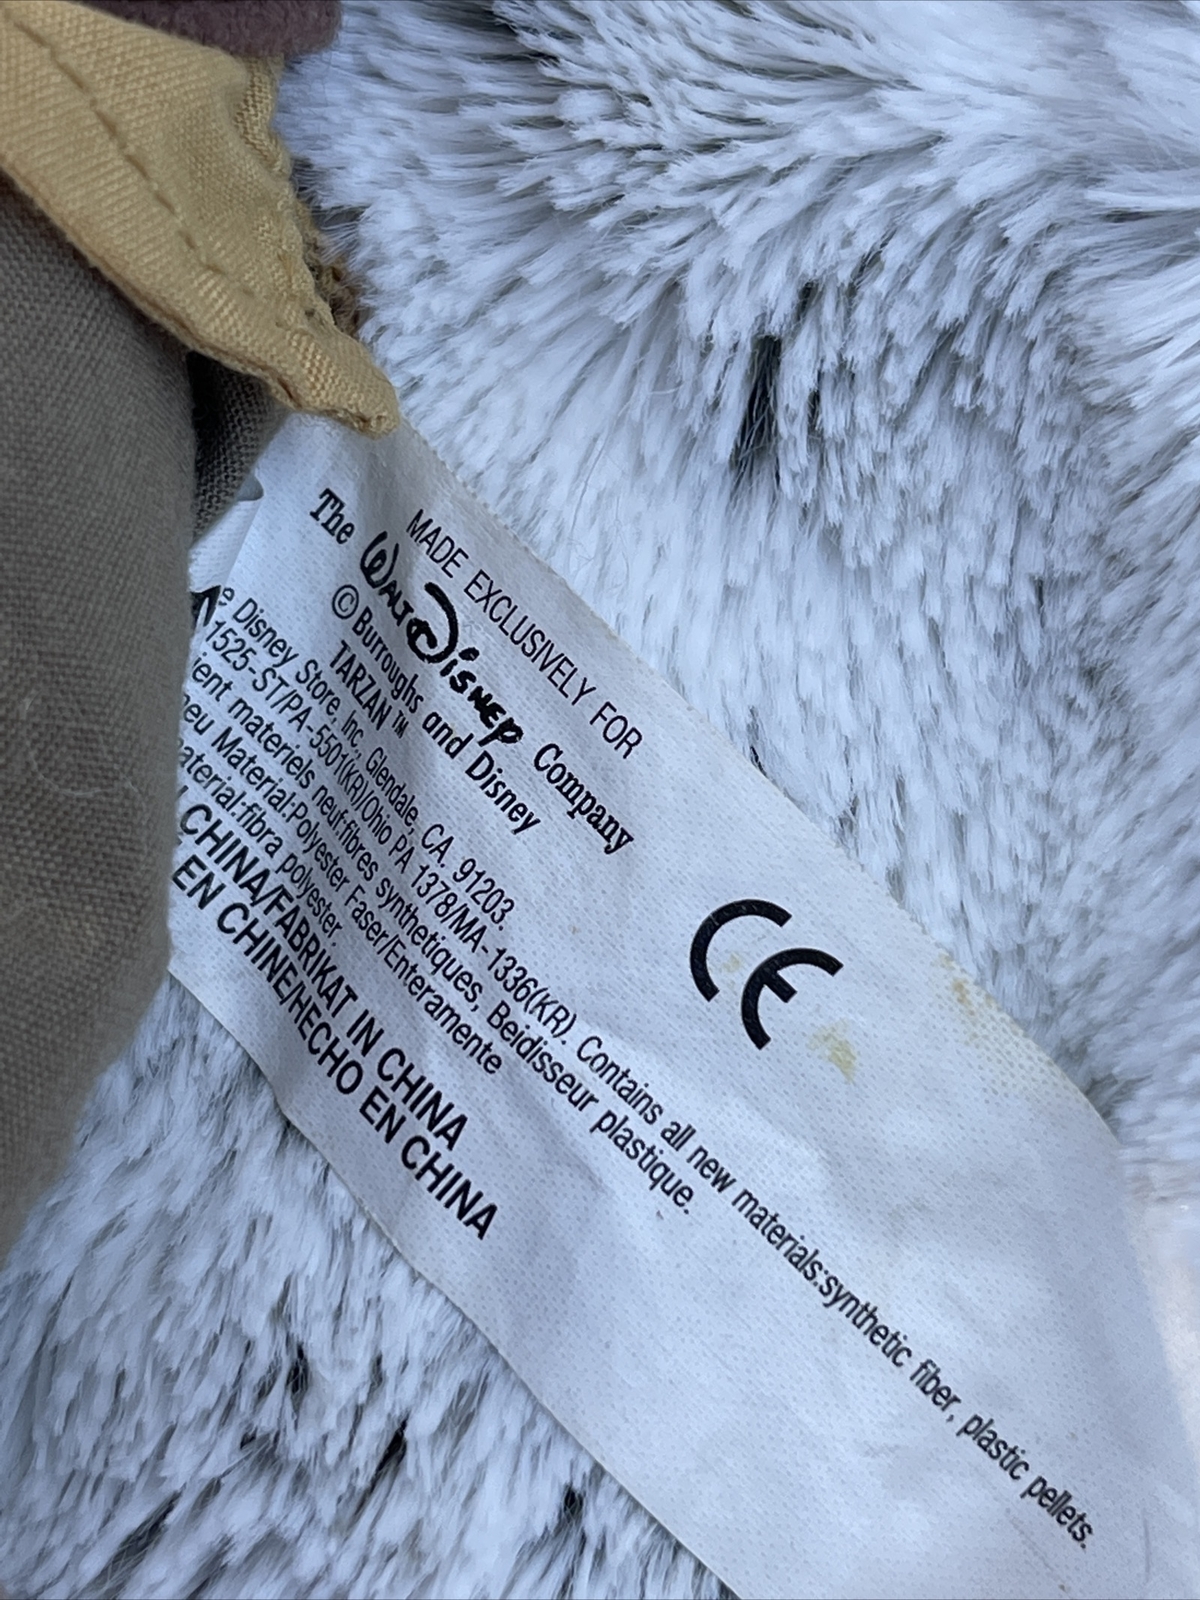 MADE EXCLUSIVELY FOR
The WALT DISNEY Company
© Burroughs and Disney
TARZAN™
Disney Store, Inc, Glendale, CA. 91203.
1525-ST/PA-5501(KR)/Ohio PA 1378/MA-1336(KR). Contains all new materials:synthetic fiber, plastic pellets.
materiels neuf:fibres synthetiques, Beidisseur plastique.
Material:Polyester Faser/Enteramente
fibra polyester.
CHINA/FABRIKAT IN CHINA
EN CHINE/HECHO EN CHINA
CE